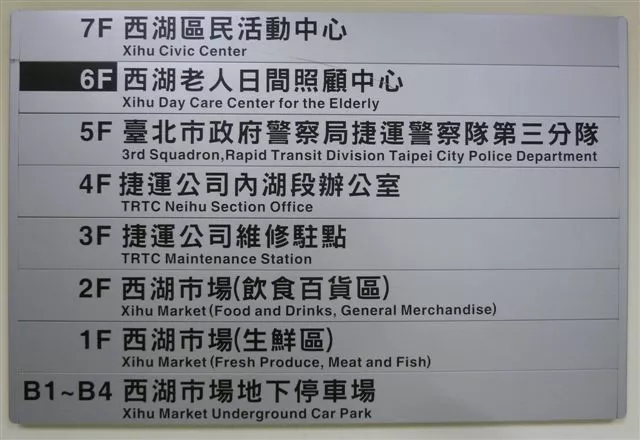 7F 西湖區民活動中心
Xihu Civic Center
6F 西湖老人日間照顧中心
Xihu Day Care Center for the Elderly
5F 臺北市政府警察局捷運警察隊第三分隊
3rd Squadron,Rapid Transit Division Taipei City Police Department
4F 捷運公司內湖段辦公室
TRTC Neihu Section Office
3F 捷運公司維修駐點
TRTC Maintenance Station
2F 西湖市場(飲食百貨區)
Xihu Market(Food and Drinks, General Merchandise)
1F 西湖市場(生鮮區)
Xihu Market(Fresh Produce, Meat and Fish)
B1~B4 西湖市場地下停車場
Xihu Market Underground Car Park